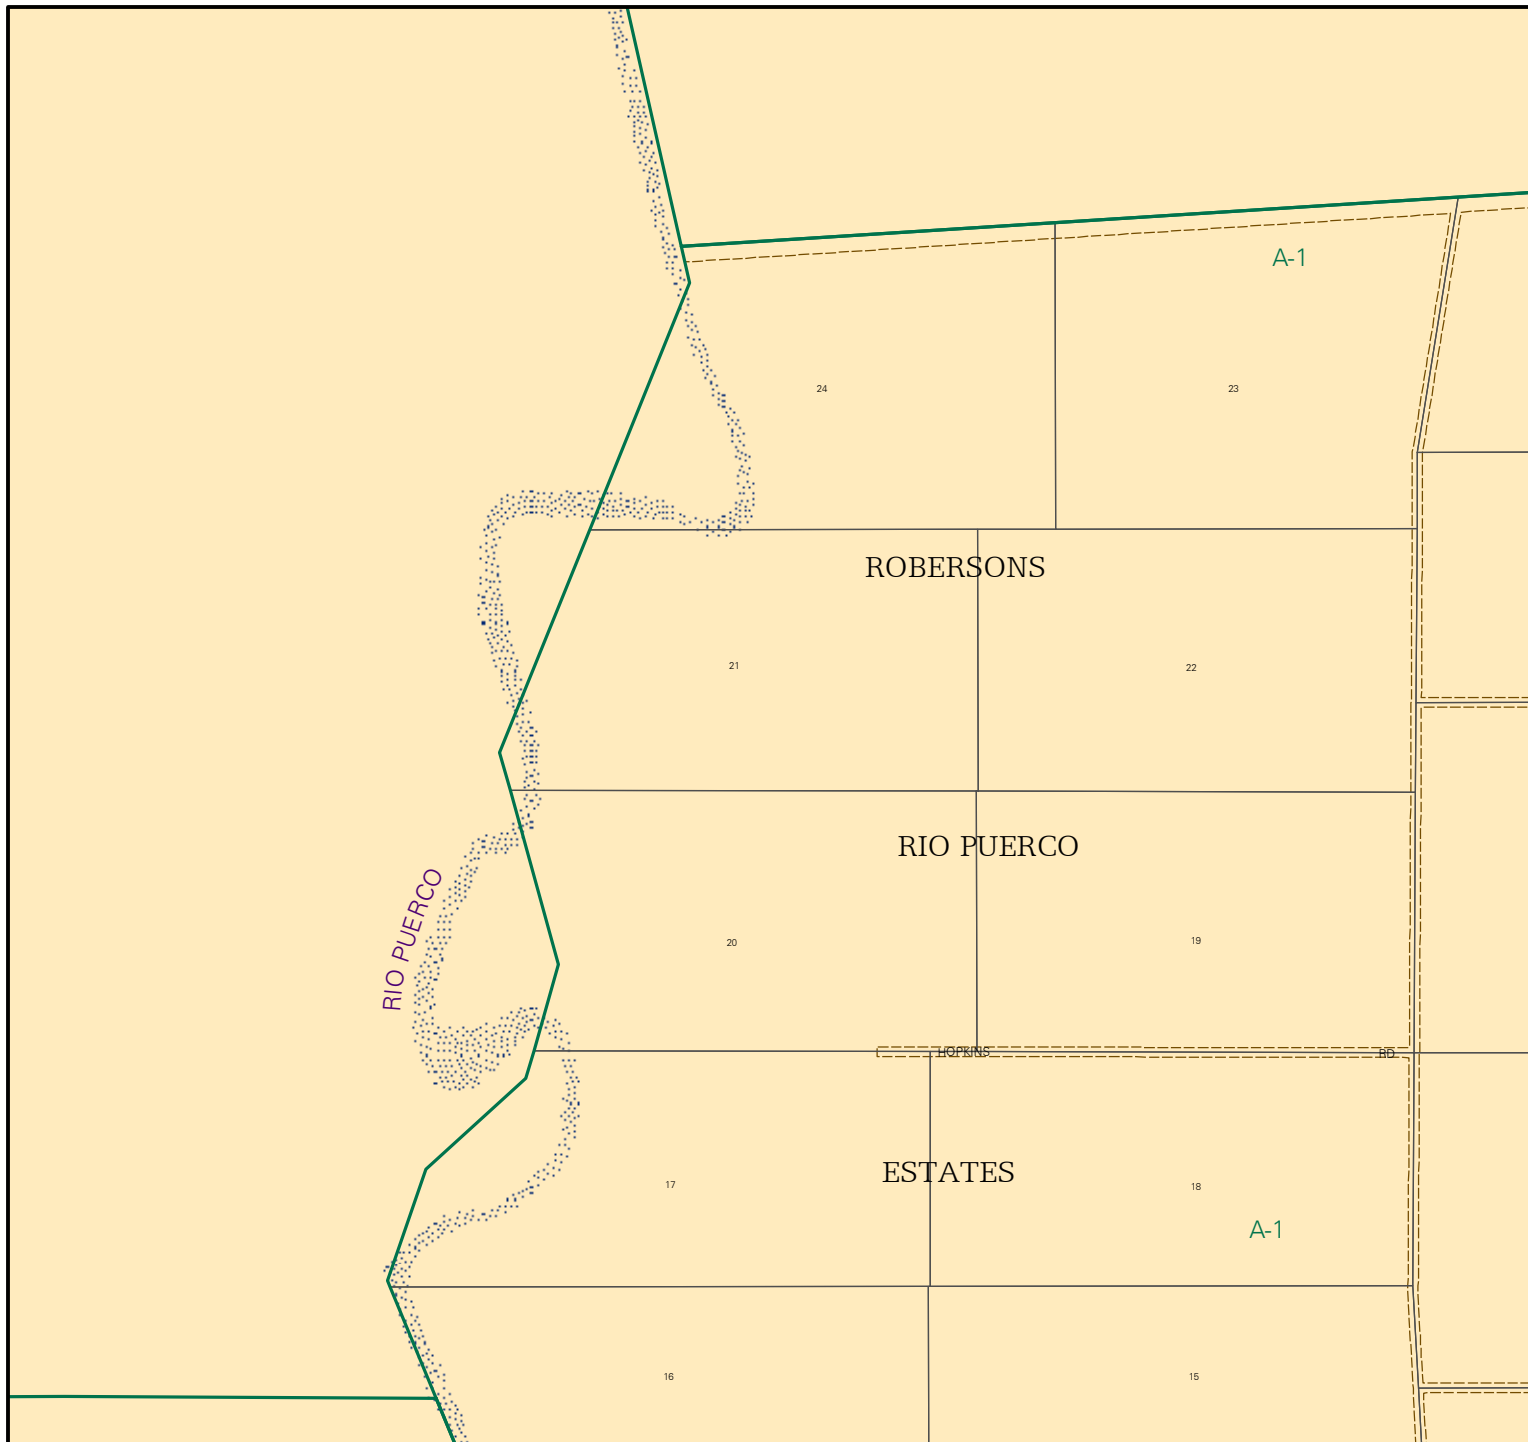 A-1
24
23
ROBERSONS
21
22
RIO PUERCO
RIO PUERCO
20
19
HOPKINS RD
ESTATES
17
18
A-1
16
15